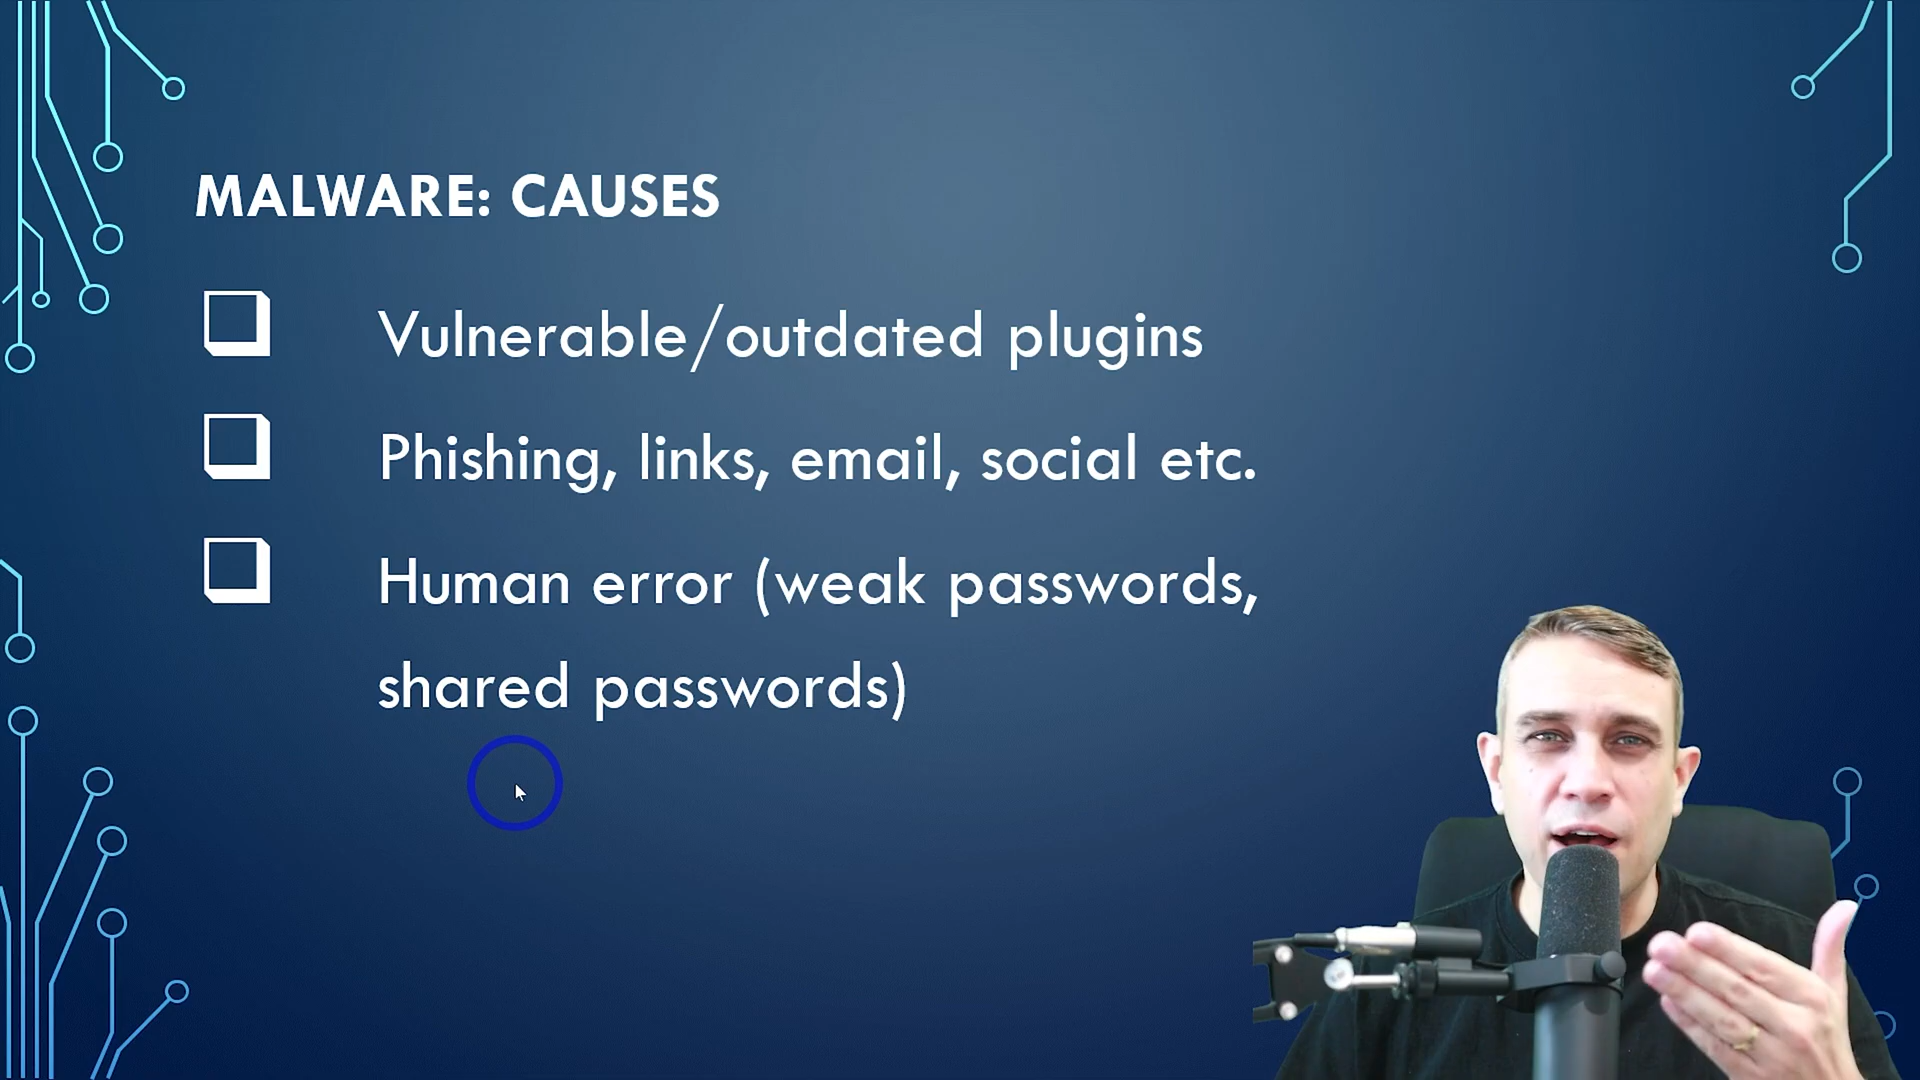 MALWARE: CAUSES
Vulnerable/outdated plugins
Phishing, links, email, social etc.
Human error (weak passwords,
shared passwords)